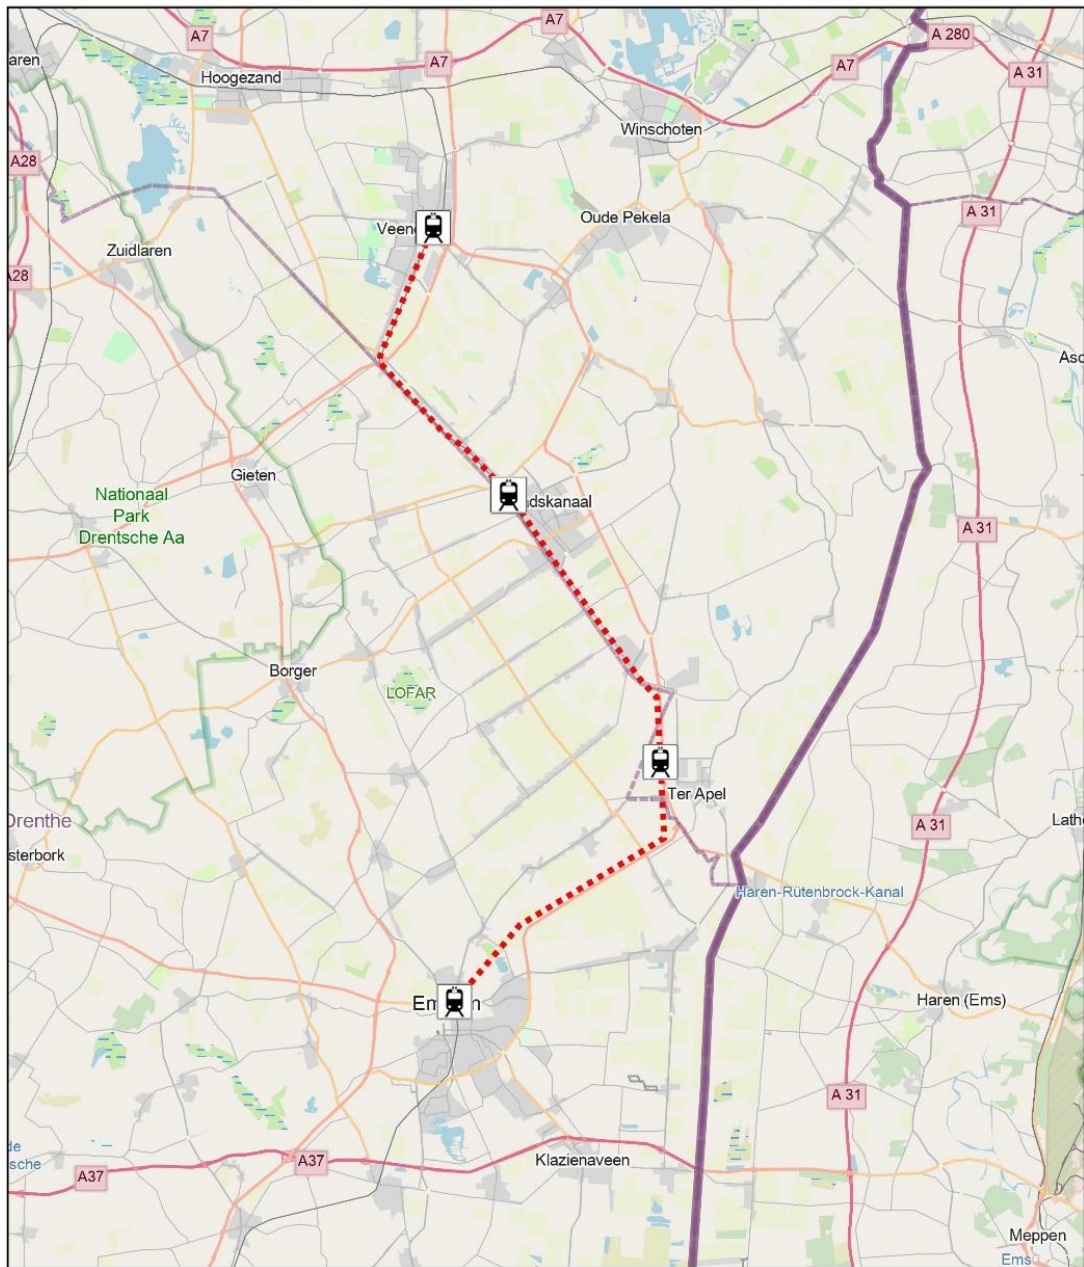 A7
A7
A 280
aren
A7
A7
A 31
Hoogezand
Winschoten
A28
A 31
Oude Pekela
Veen
Zuidlaren
A28
Asc
Gieten
Nationaal
Park
Drentsche Aa
dskanaal
A 31
Borger
LOFAR
Ter Apel
Drenthe
Lathe
A 31
sterbork
Haren-Rütenbrock-Kanal
Em n
Haren (Ems)
A 31
de
sche
Klazienaveen
A37
A37
Meppen
Ems